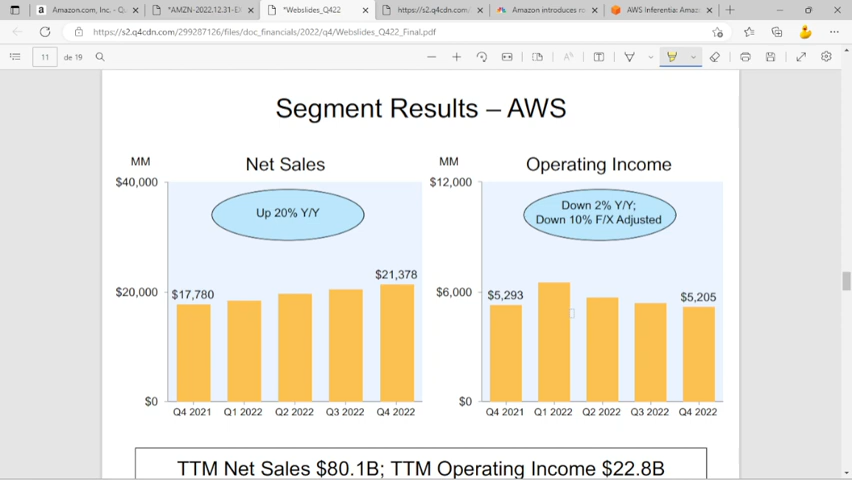 Amazon.com, Inc. - Qu
*AMZN-2022.12.31-EX
*Webslides_Q422
https://s2.q4cdn.com/299287126
Amazon introduces ro
AWS Inferentia: Amaz
https://s2.q4cdn.com/299287126/files/doc_financials/2022/q4/Webslides_Q422_Final.pdf
11 de 19
Segment Results – AWS
MM
Net Sales
$40,000
Up 20% Y/Y
$20,000
$17,780
$21,378
$0
Q4 2021 Q1 2022 Q2 2022 Q3 2022 Q4 2022
MM
Operating Income
$12,000
Down 2% Y/Y;
Down 10% F/X Adjusted
$6,000
$5,293
$5,205
$0
Q4 2021 Q1 2022 Q2 2022 Q3 2022 Q4 2022
TTM Net Sales $80.1B; TTM Operating Income $22.8B